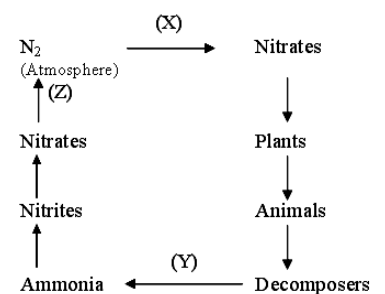 (X)
N₂ Nitrates
(Atmosphere)
(Z)
Nitrates Plants
Nitrites Animals
(Y)
Ammonia Decomposers